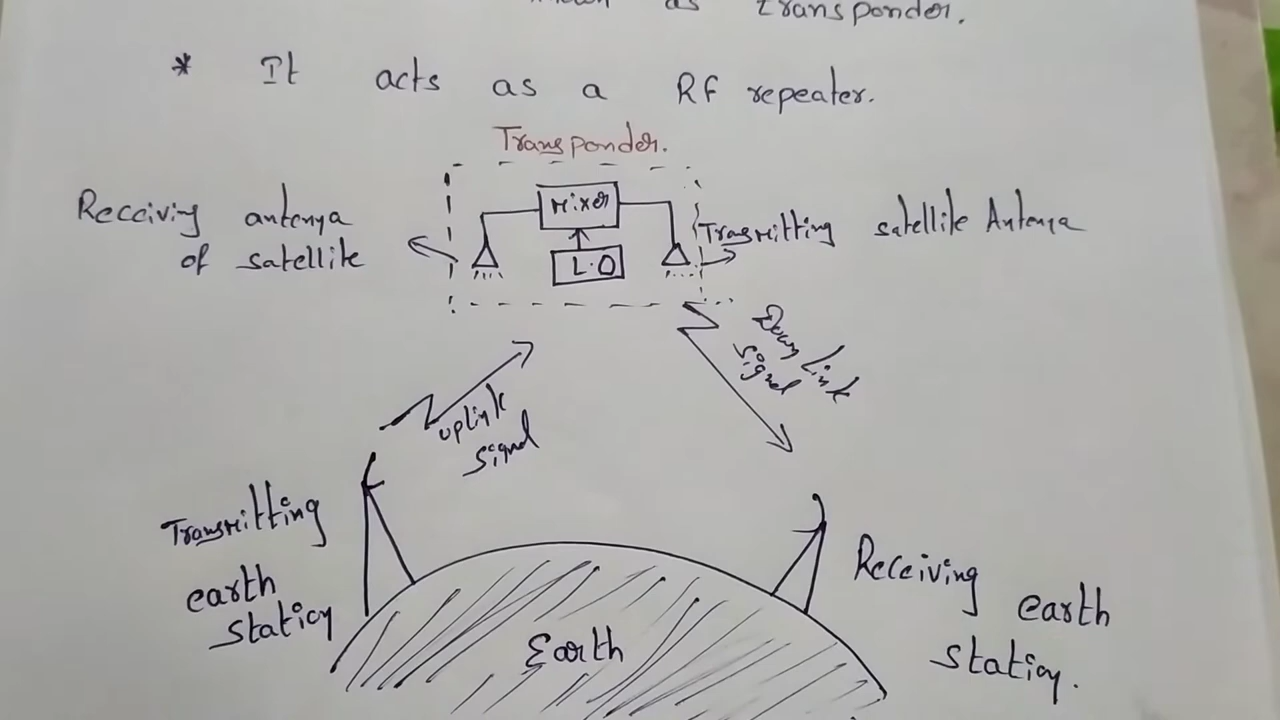 as transponder.
* It acts as a RF repeater.
Transponder.
Receiving antenna
of satellite
Mixer
L.O
Transmitting satellite Antenna
Down link
signal
uplink
signal
Transmitting
earth
station
Receiving
earth
station.
Earth